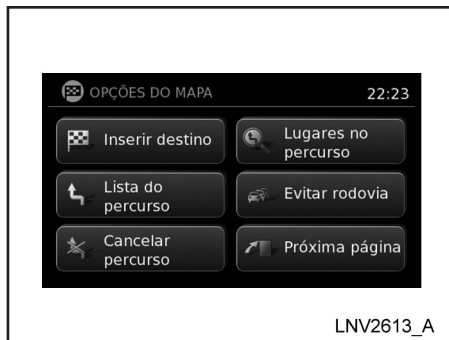 OPÇÕES DO MAPA 22:23
Inserir destino
Lugares no
percurso
Lista do
percurso
Evitar rodovia
Cancelar
percurso
Próxima página
LNV2613_A